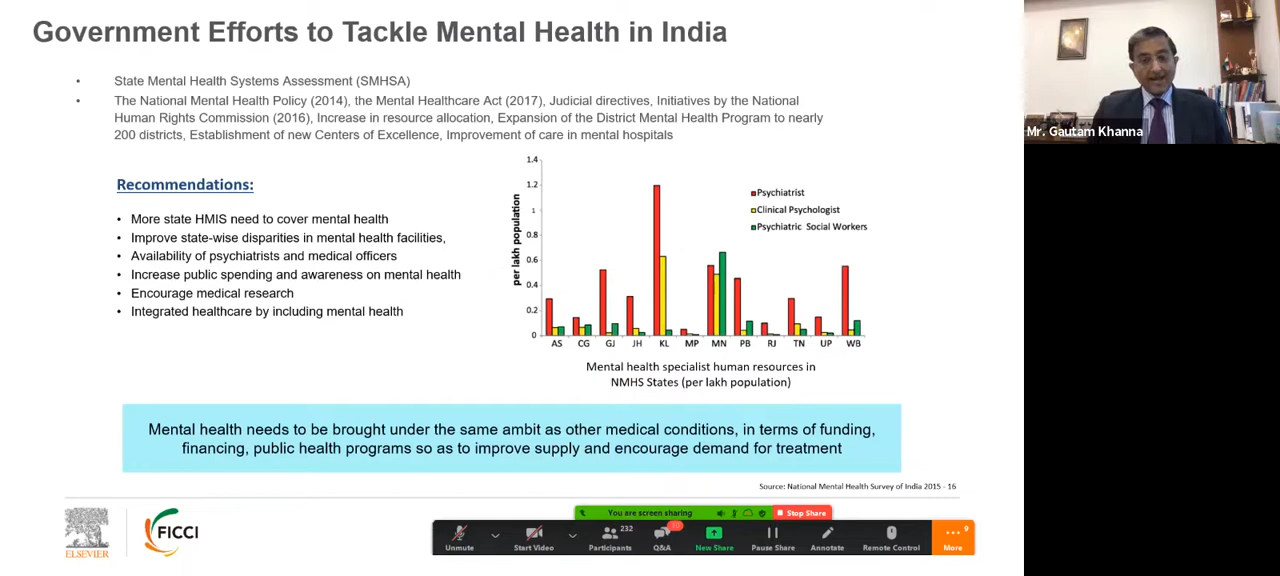 Government Efforts to Tackle Mental Health in India
• State Mental Health Systems Assessment (SMHSA)
• The National Mental Health Policy (2014), the Mental Healthcare Act (2017), Judicial directives, Initiatives by the National
Human Rights Commission (2016), Increase in resource allocation, Expansion of the District Mental Health Program to nearly
200 districts, Establishment of new Centers of Excellence, Improvement of care in mental hospitals
Mr. Gautam Khanna
Recommendations:
• More state HMIS need to cover mental health
• Improve state-wise disparities in mental health facilities,
• Availability of psychiatrists and medical officers
• Increase public spending and awareness on mental health
• Encourage medical research
• Integrated healthcare by including mental health
per lakh population
1.4
1.2
1
0.8
0.6
0.4
0.2
0
Psychiatrist
Clinical Psychologist
Psychiatric Social Workers
AS CG GJ JH KL MP MN PB RJ TN UP WB
Mental health specialist human resources in
NMHS States (per lakh population)
Mental health needs to be brought under the same ambit as other medical conditions, in terms of funding,
financing, public health programs so as to improve supply and encourage demand for treatment
Source: National Mental Health Survey of India 2015 - 16
ELSEVIER
FICCI
You are screen sharing
Stop Share
232
10
9
Unmute Start Video Participants Q&A New Share Pause Share Annotate Remote Control More